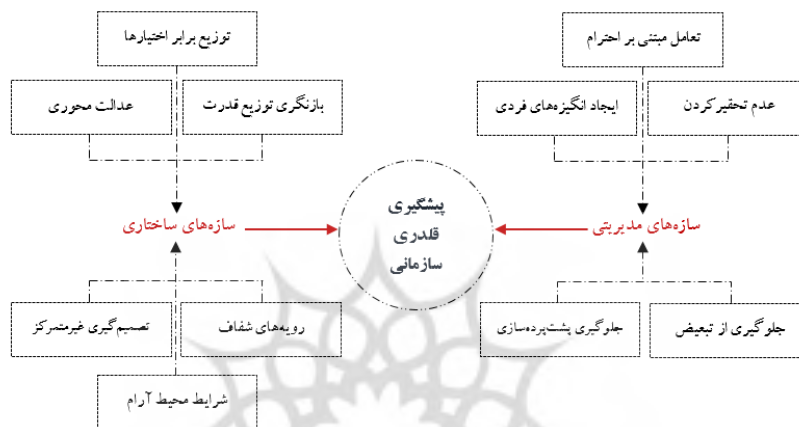 تعامل مبتنی بر احترام
توزیع برابر اختیارها
عدم تحقیرکردن
ایجاد انگیزه‌های فردی
بازنگری توزیع قدرت
عدالت محوری
پیشگیری
قلدری
سازمانی
سازه‌های مدیریتی
سازه‌های ساختاری
جلوگیری از تبعیض
جلوگیری پشت‌پرده‌سازی
رویه‌های شفاف
تصمیم‌گیری غیرمتمرکز
شرایط محیط آرام